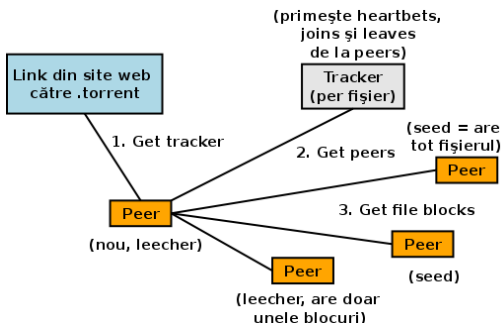 (primeşte heartbets,
joins şi leaves
de la peers)
Link din site web
către .torrent
Tracker
(per fişier)
1. Get tracker
(seed = are
tot fişierul)
2. Get peers
Peer
Peer
3. Get file blocks
(nou, leecher)
Peer
(seed)
Peer
(leecher, are doar
unele blocuri)